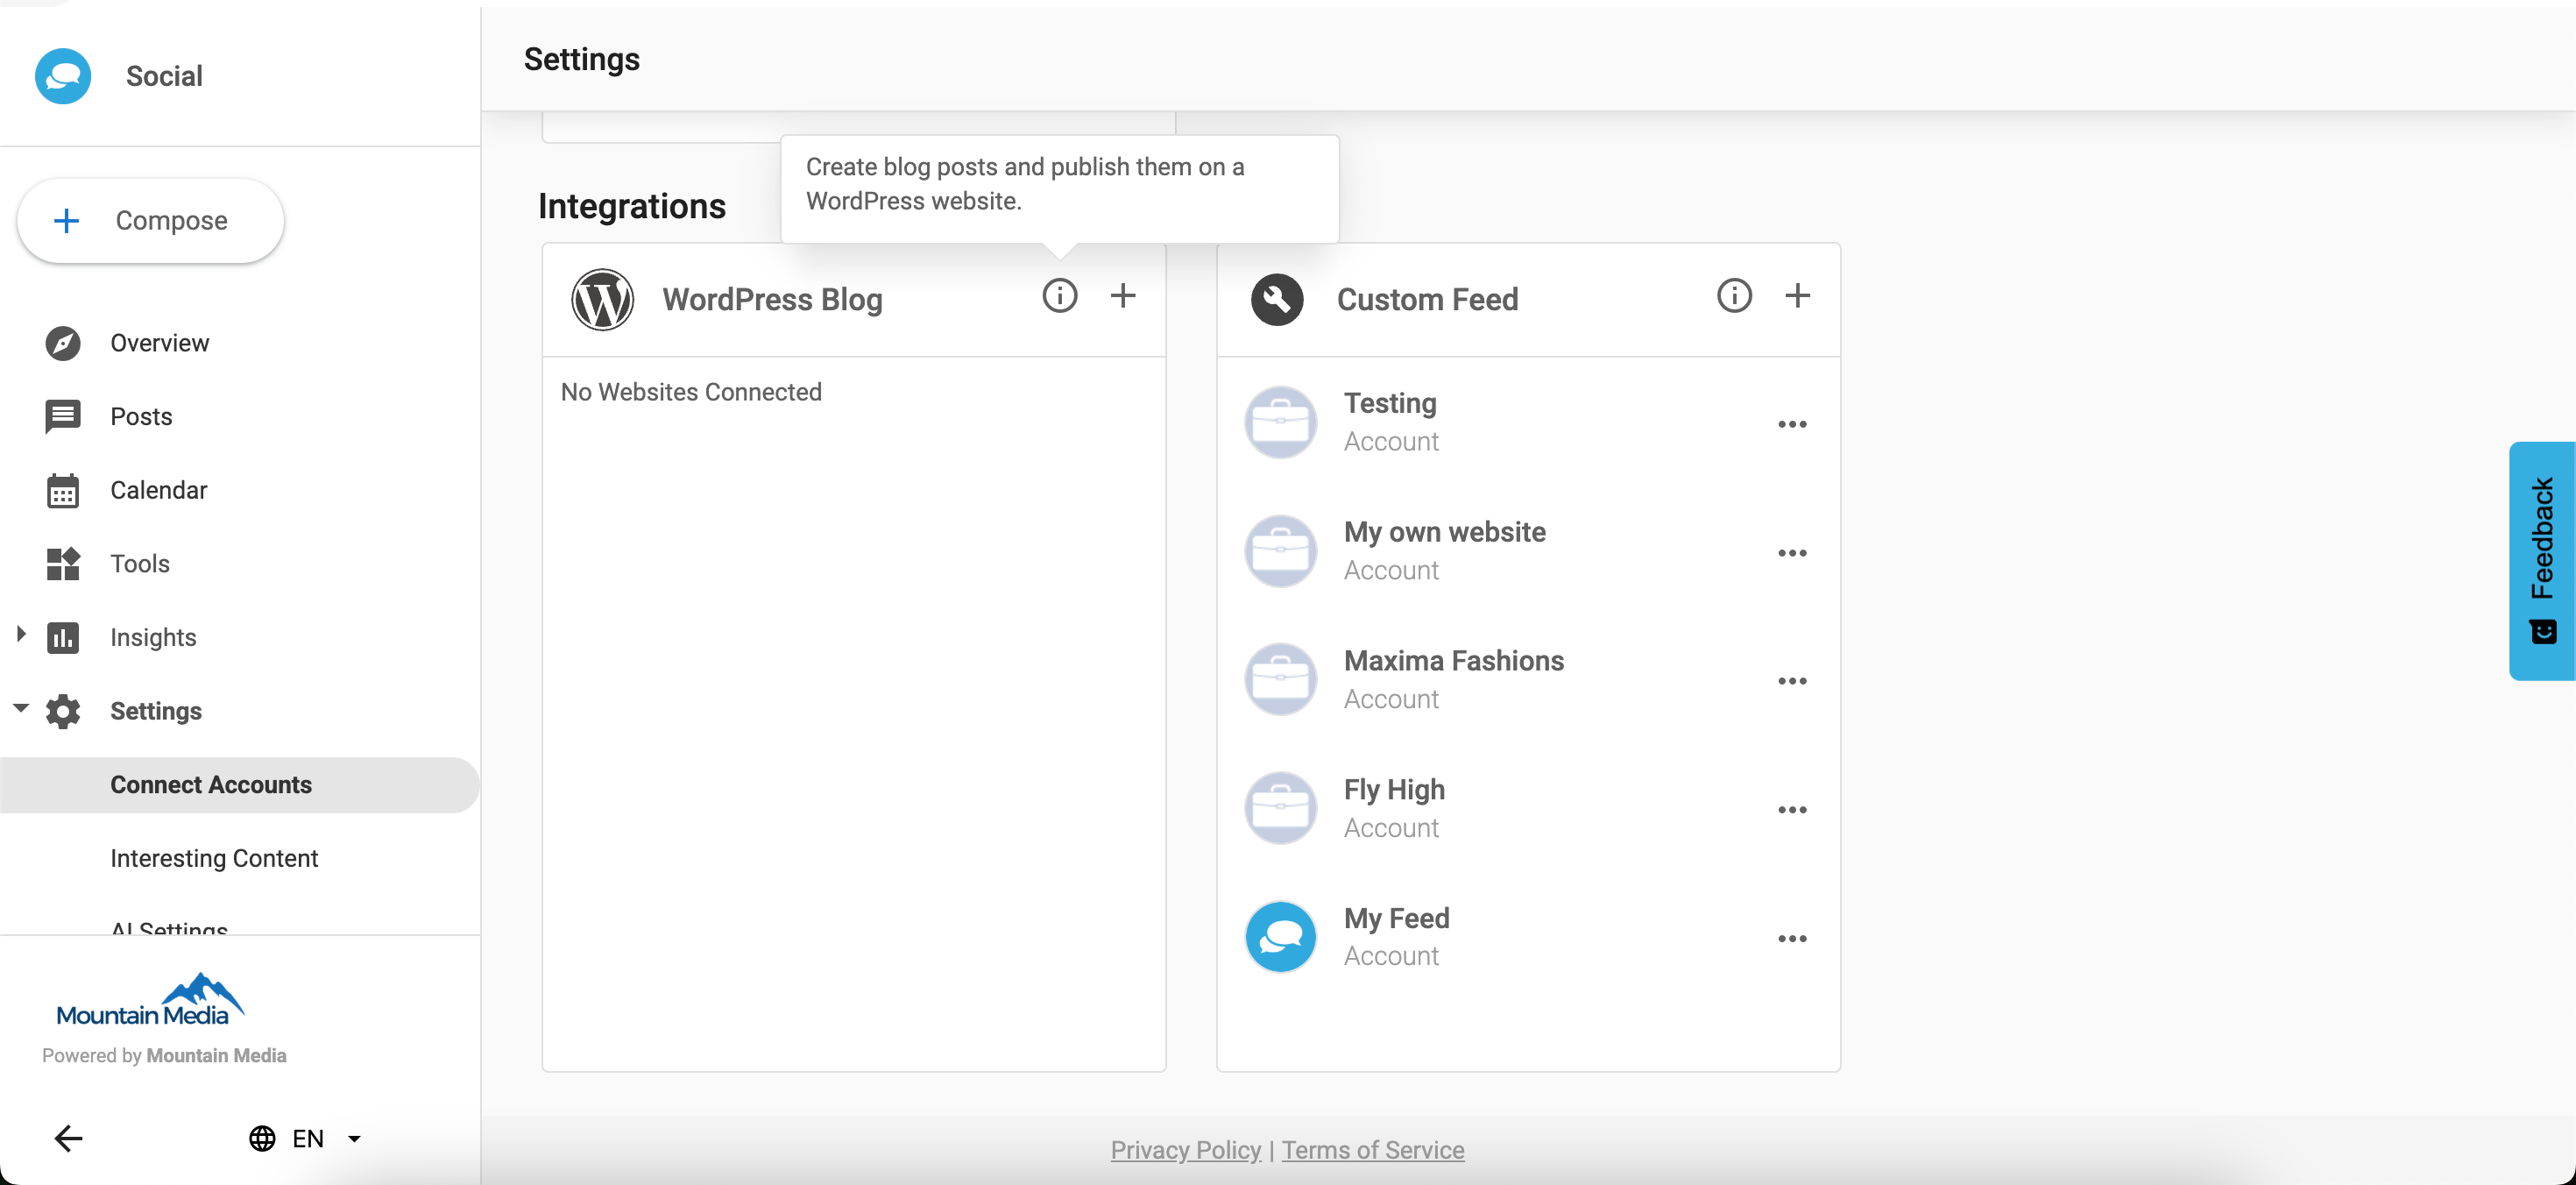 Social
Settings
Compose
Create blog posts and publish them on a
WordPress website.
Integrations
WordPress Blog
Custom Feed
No Websites Connected
Testing
Account
My own website
Account
Maxima Fashions
Account
Fly High
Account
My Feed
Account
Overview
Posts
Calendar
Tools
Insights
Settings
Connect Accounts
Interesting Content
AI Settings
Mountain Media
Powered by Mountain Media
EN
Feedback
Privacy Policy | Terms of Service